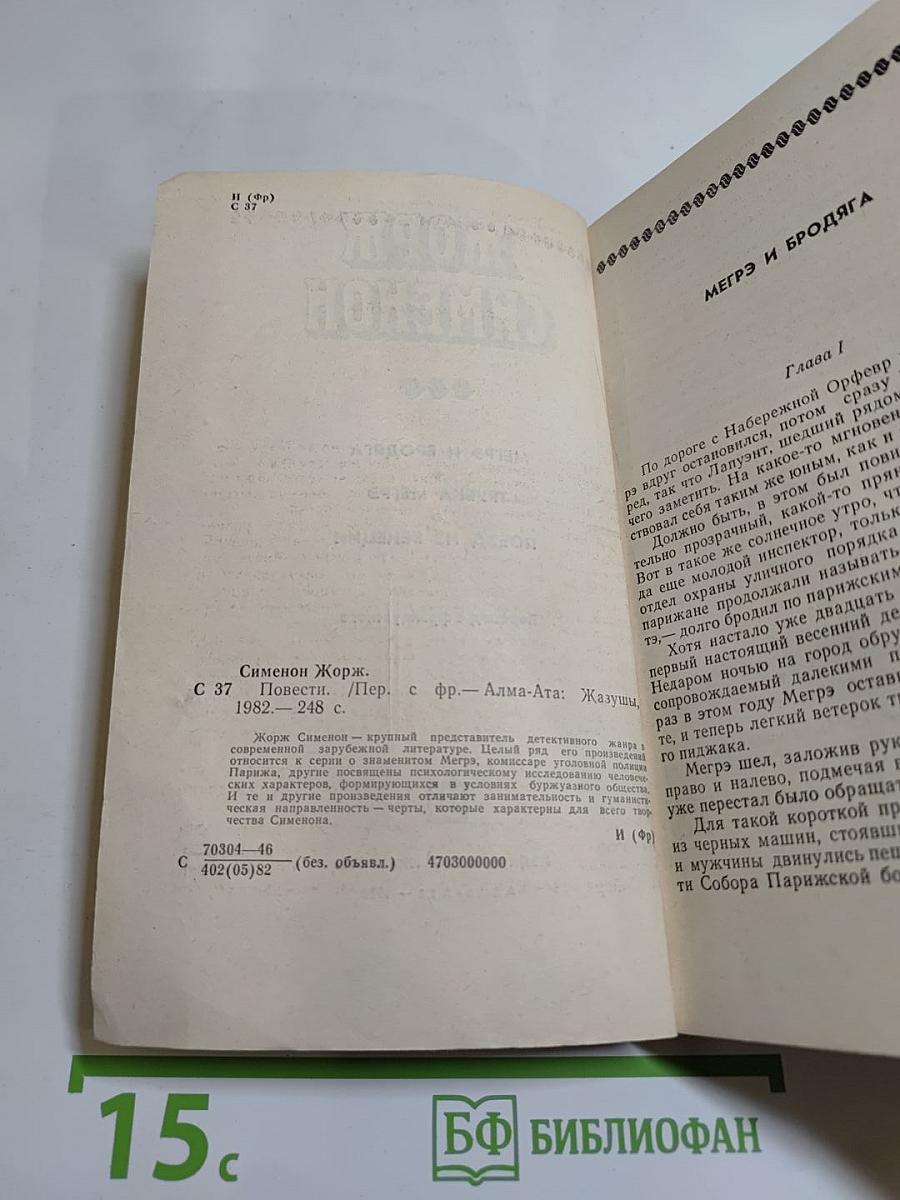 И (Фр)
С 37
Сименон Жорж.
С 37 Повести. /Пер. с фр.— Алма-Ата: Жазушы,
1982.— 248 с.
Жорж Сименон — крупный представитель детективного жанра в
современной зарубежной литературе. Целый ряд его произведений
относится к серии о знаменитом Мегрэ, комиссаре уголовной полиции
Парижа, другие посвящены психологическому исследованию человече-
ских характеров, формирующихся в условиях буржуазного общества.
И те и другие произведения отличают занимательность и гуманисти-
ческая направленность — черты, которые характерны для всего твор-
чества Сименона.
И (Фр)
С 70304—46
402(05)82 (без. объявл.) 4703000000
МЕГРЭ И БРОДЯГА
Глава I
По дороге с Набережной Орфевр
рэ вдруг остановился, потом сразу
ред, так что Лапуэнт, шедший рядом
чего заметить. На какое-то мгновен
ствовал себя таким же юным, как и
Должно быть, в этом был пови
тельно прозрачный, какой-то прян
Вот в такое же солнечное утро, чт
да еще молодой инспектор, тольк
отдел охраны уличного порядка
парижане продолжали называть
тэ,— долго бродил по парижским
Хотя настало уже двадцать
первый настоящий весенний де
Недаром ночью на город обру
сопровождаемый далекими п
раз в этом году Мегрэ остави
те, и теперь легкий ветерок т
го пиджака.
Мегрэ шел, заложив рук
право и налево, подмечая в
уже перестал было обращат
Для такой короткой пр
из черных машин, стоявш
и мужчины двинулись пеш
ти Собора Парижской бо
15 с
БФ БИБЛИОФАН